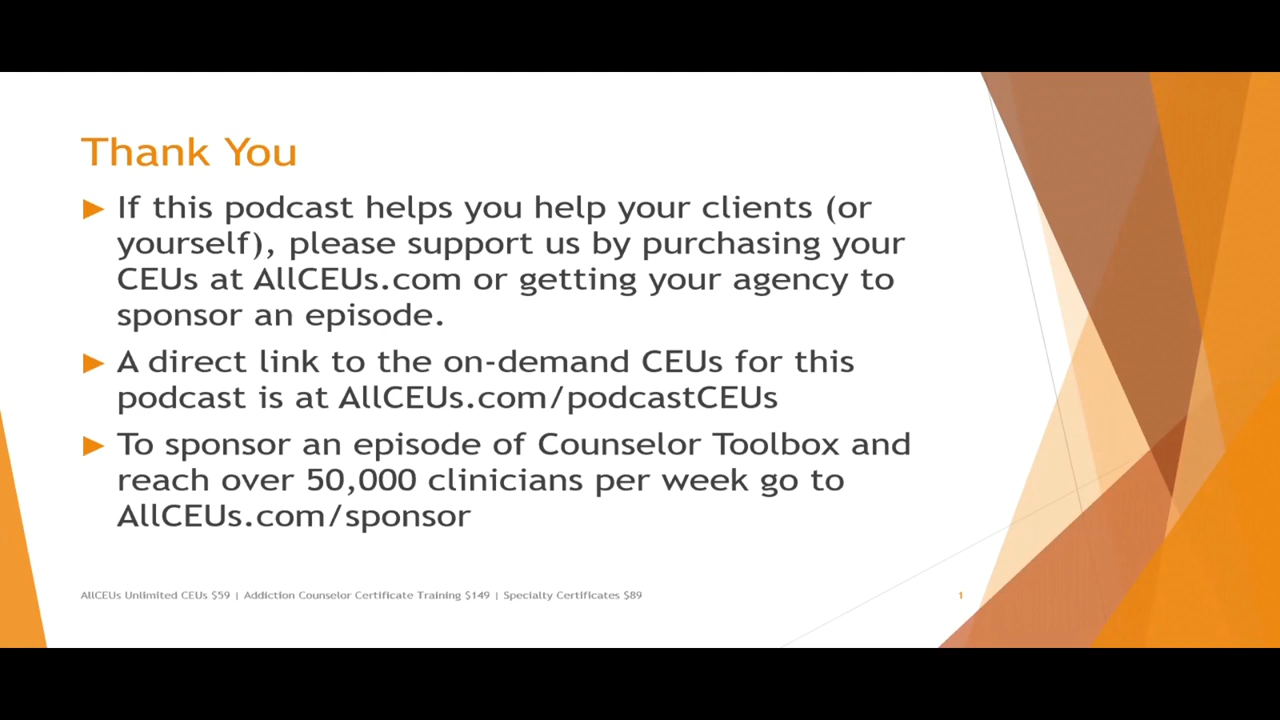 Thank You
If this podcast helps you help your clients (or
yourself), please support us by purchasing your
CEUs at AllCEUs.com or getting your agency to
sponsor an episode.
A direct link to the on-demand CEUs for this
podcast is at AllCEUs.com/podcastCEUs
To sponsor an episode of Counselor Toolbox and
reach over 50,000 clinicians per week go to
AllCEUs.com/sponsor
AllCEUs Unlimited CEUs $59 | Addiction Counselor Certificate Training $149 | Specialty Certificates $89
1